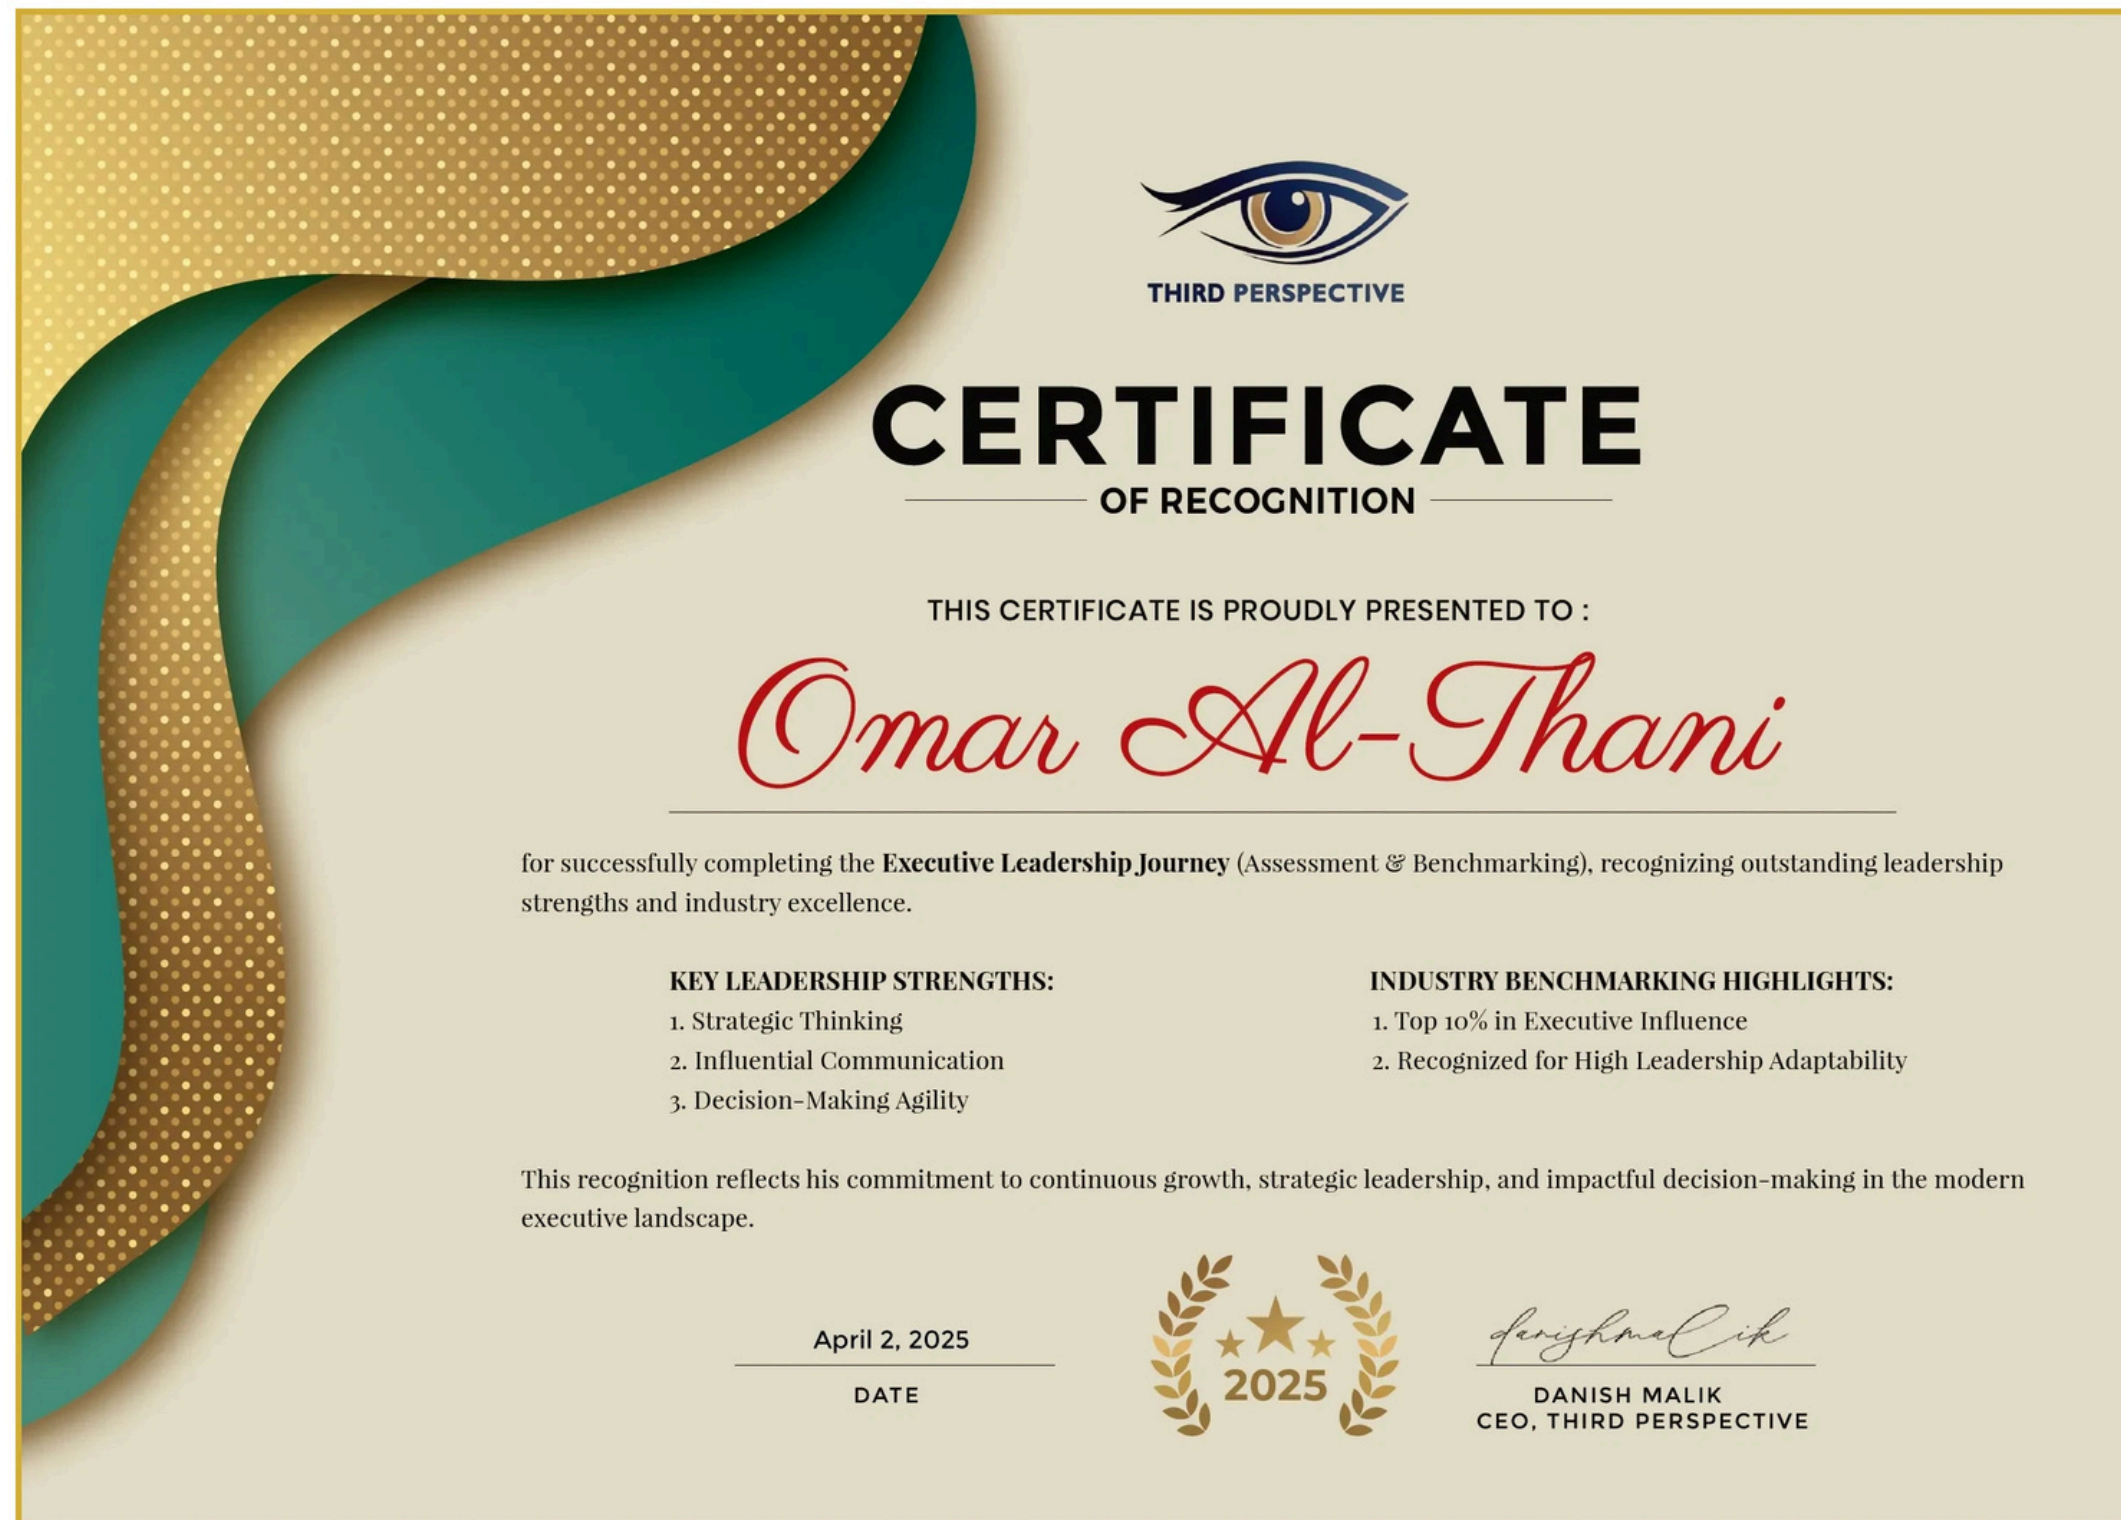 THIRD PERSPECTIVE
CERTIFICATE
OF RECOGNITION
THIS CERTIFICATE IS PROUDLY PRESENTED TO :
Omar Al-Thani
for successfully completing the Executive Leadership Journey (Assessment & Benchmarking), recognizing outstanding leadership
strengths and industry excellence.
KEY LEADERSHIP STRENGTHS:
1. Strategic Thinking
2. Influential Communication
3. Decision-Making Agility
INDUSTRY BENCHMARKING HIGHLIGHTS:
1. Top 10% in Executive Influence
2. Recognized for High Leadership Adaptability
This recognition reflects his commitment to continuous growth, strategic leadership, and impactful decision-making in the modern
executive landscape.
April 2, 2025
DATE
2025
danishmalik
DANISH MALIK
CEO, THIRD PERSPECTIVE